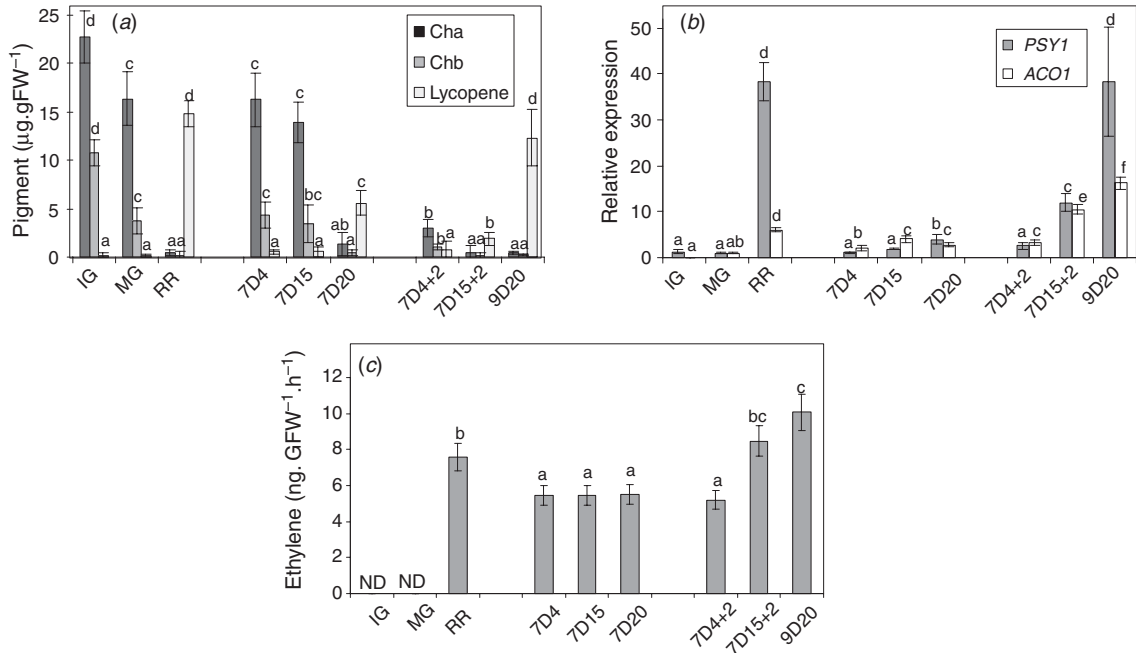 (a)
Cha
Chb
Lycopene
Pigment (µg.gFW⁻¹)
25
20
15
10
5
0
d
d
a
c
c
a
a a
d
c
c
a
c
bc
a
ab
a
c
b
b
a
a a
b
a a
d
IG
MG
RR
7D4
7D15
7D20
7D4+2
7D15+2
9D20
(b)
PSY1
ACO1
Relative expression
50
40
30
20
10
0
a
a
a
ab
d
d
a
b
a
c
b
c
a
c
c
e
d
f
IG
MG
RR
7D4
7D15
7D20
7D4+2
7D15+2
9D20
(c)
Ethylene (ng. GFW⁻¹.h⁻¹)
12
10
8
6
4
2
0
ND
ND
b
a
a
a
a
bc
c
IG
MG
RR
7D4
7D15
7D20
7D4+2
7D15+2
9D20